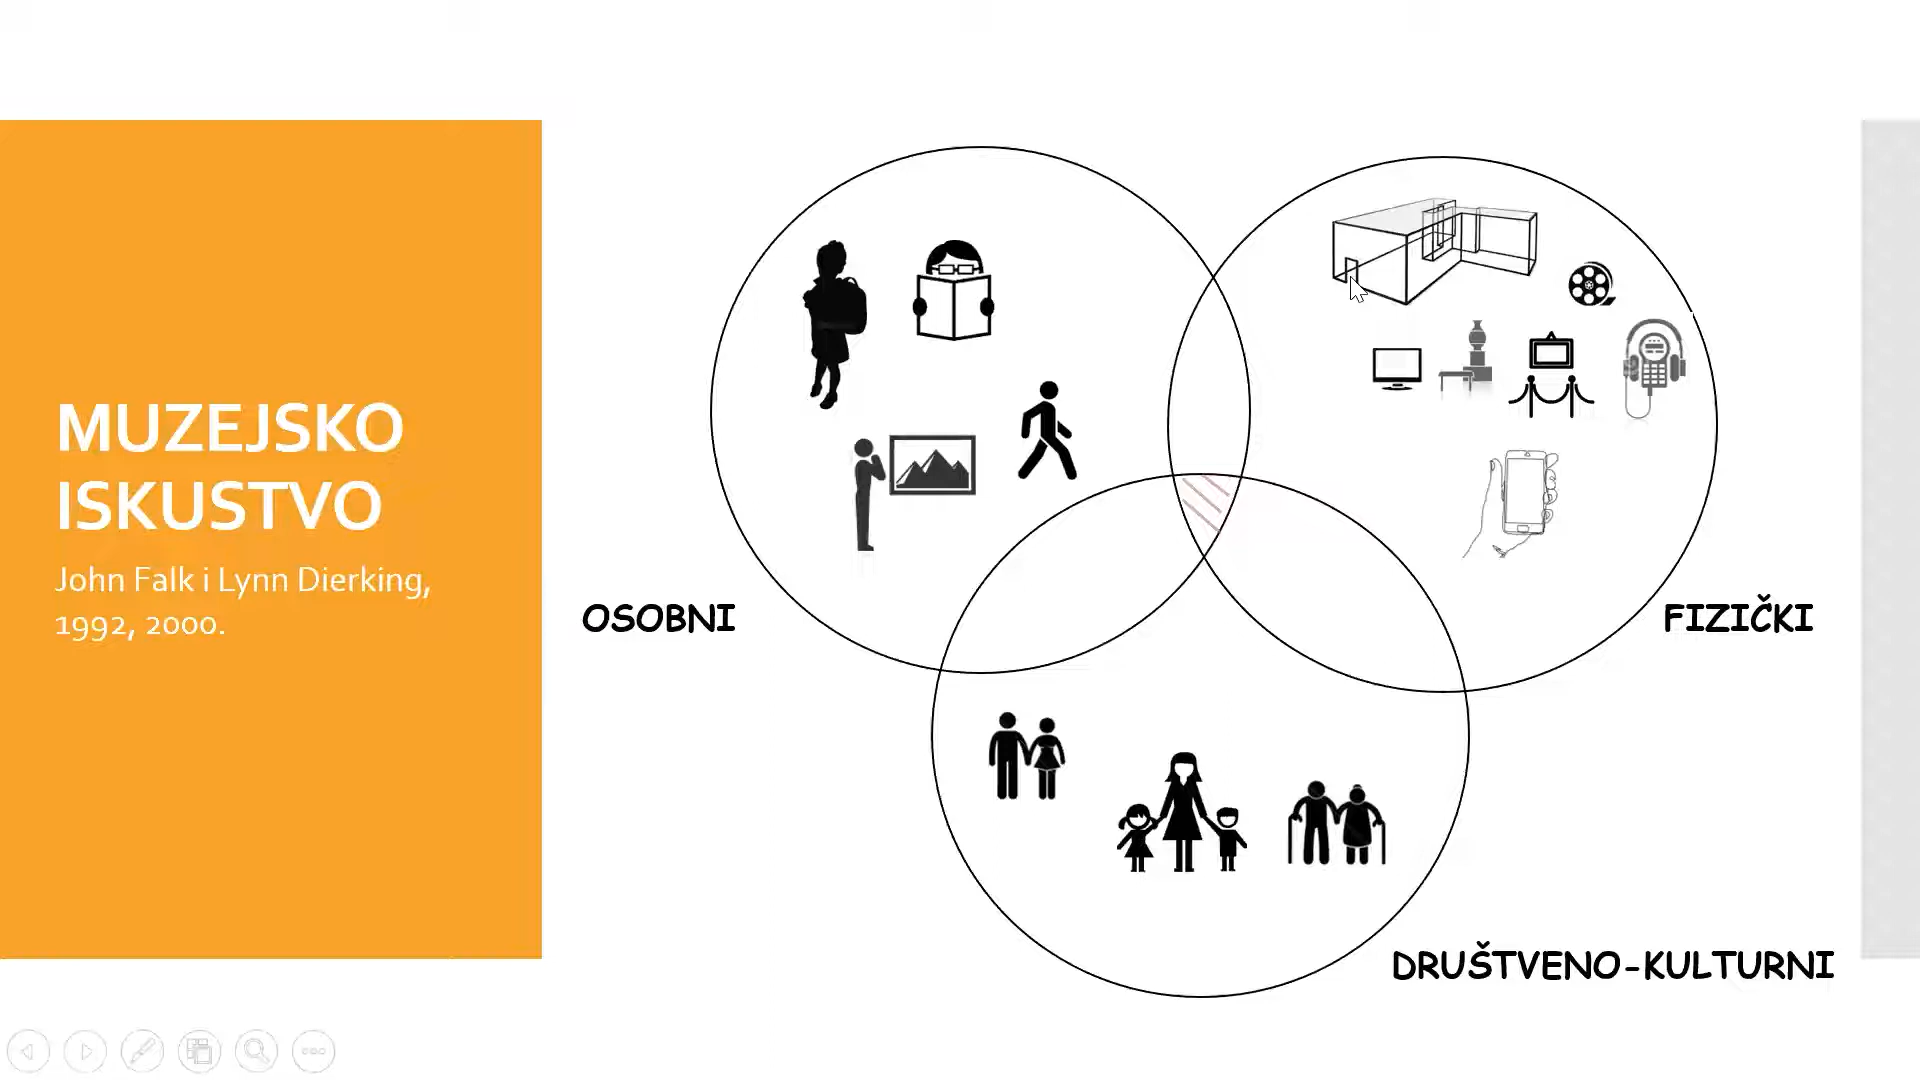 MUZEJSKO
ISKUSTVO
John Falk i Lynn Dierking,
1992, 2000.
OSOBNI
FIZIČKI
DRUŠTVENO-KULTURNI